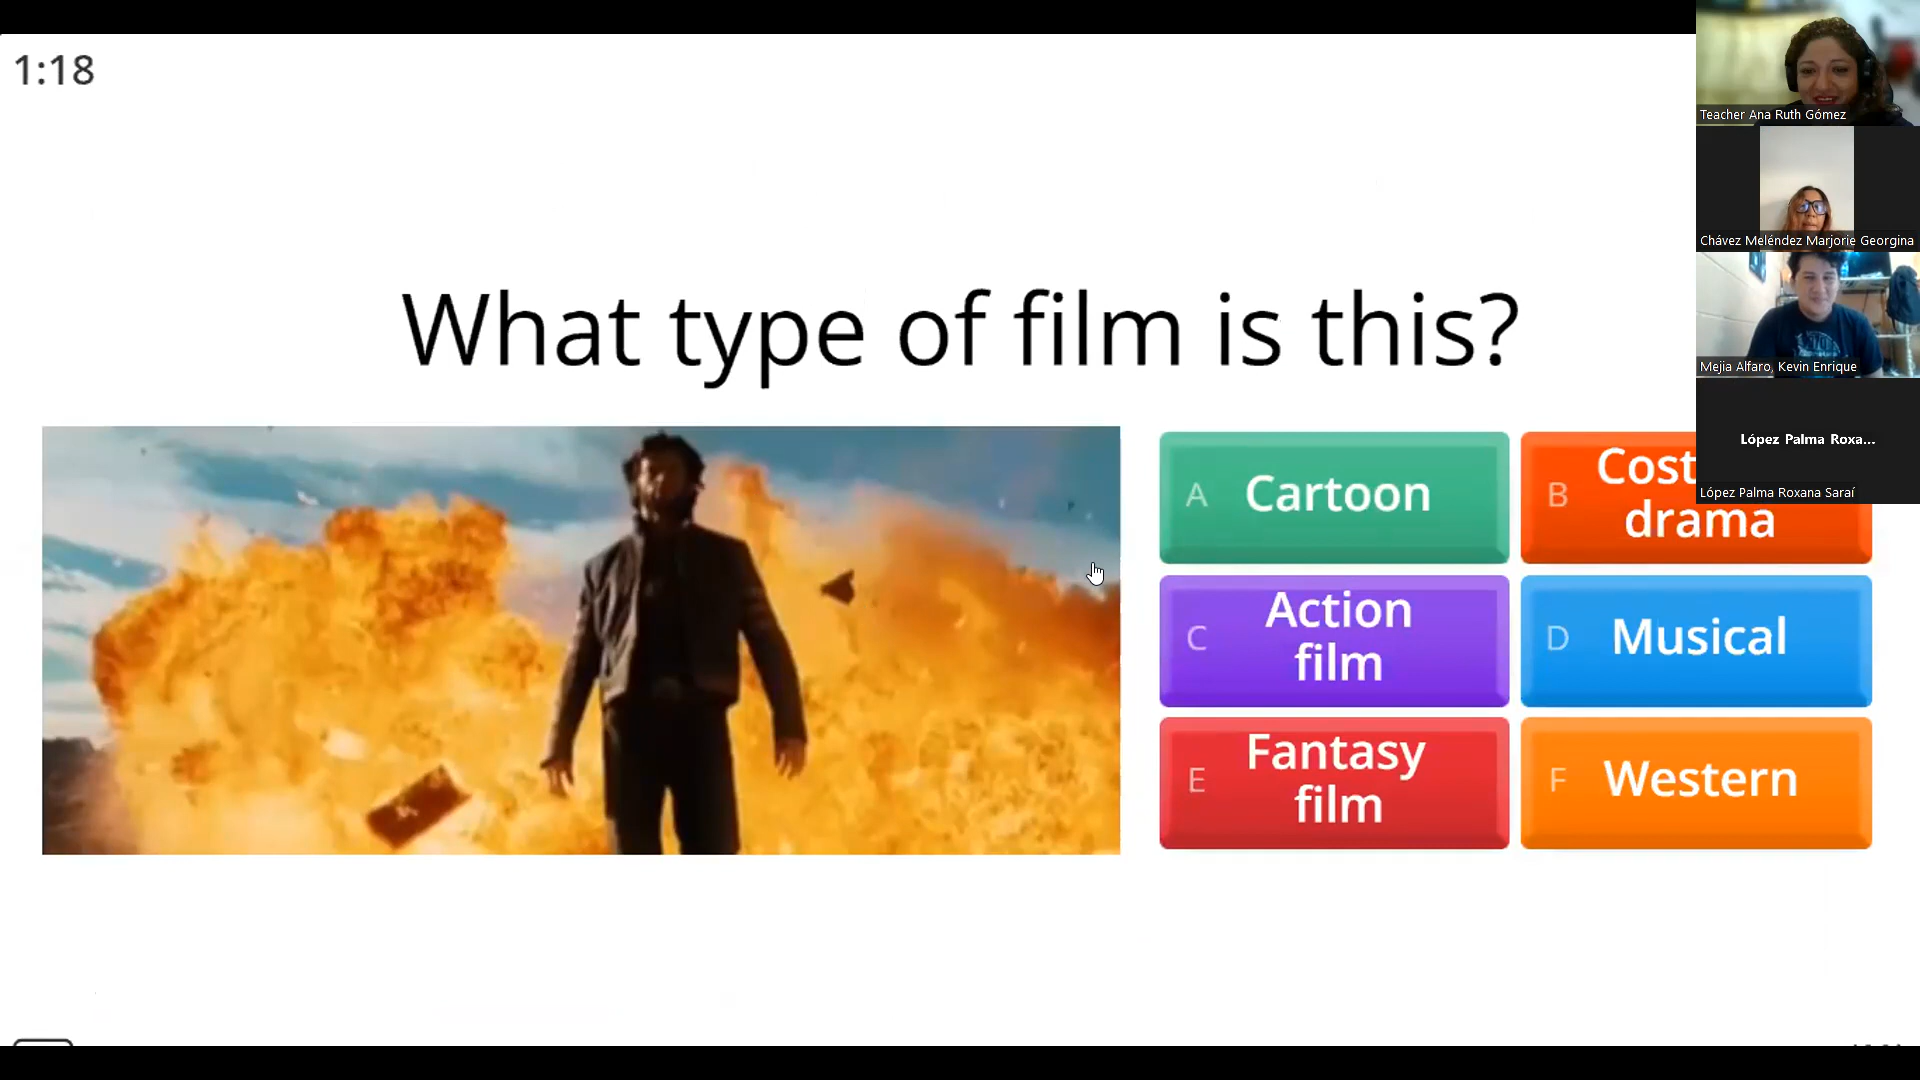 1:18
Teacher Ana Ruth Gómez
Chávez Meléndez Marjorie Georgina
Mejia Alfaro, Kevin Enrique
López Palma Roxa...
López Palma Roxana Saraí
What type of film is this?
A Cartoon
B Cost
drama
C Action
film
D Musical
E Fantasy
film
F Western